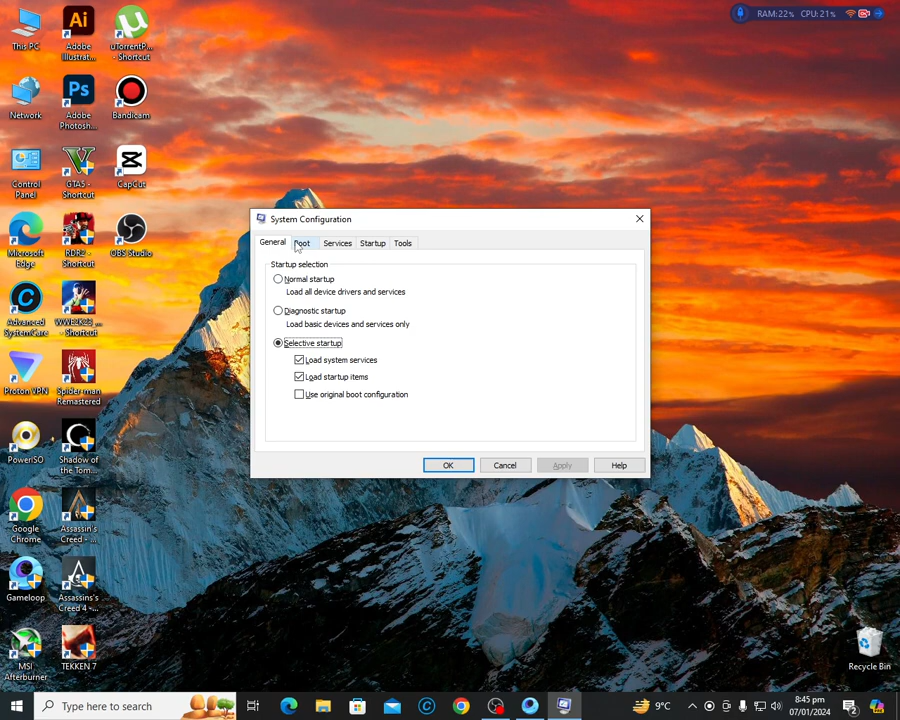 This PC
Adobe
Illustrat...
uTorrentP...
- Shortcut
RAM:22%
CPU:21%
Network
Adobe
Photosh...
Bandicam
Control
Panel
GTA5 -
Shortcut
CapCut
Microsoft
Edge
RDR2 -
Shortcut
OBS Studio
Advanced
SystemCare
WWE2K23_...
- Shortcut
Proton VPN
Spider man
Remastered
PowerISO
Shadow of
the Tom...
Google
Chrome
Assassin's
Creed - ...
Gameloop
Assassins's
Creed 4 -...
MSI
Afterburner
TEKKEN 7
System Configuration
General
Boot
Services
Startup
Tools
Startup selection
Normal startup
Load all device drivers and services
Diagnostic startup
Load basic devices and services only
Selective startup
Load system services
Load startup items
Use original boot configuration
OK
Cancel
Apply
Help
Recycle Bin
Type here to search
9°C
8:45 pm
07/01/2024
2